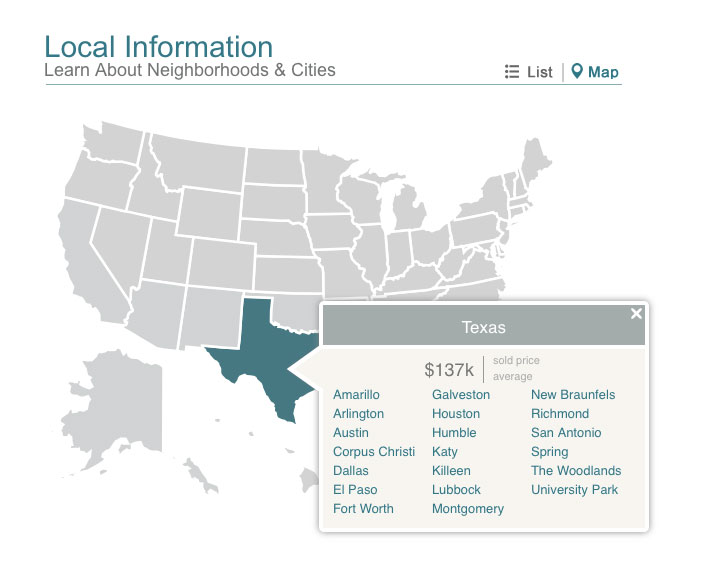 Local Information
Learn About Neighborhoods & Cities
List | Map
Texas
$137k
sold price
average
Amarillo
Arlington
Austin
Corpus Christi
Dallas
El Paso
Fort Worth
Galveston
Houston
Humble
Katy
Killeen
Lubbock
Montgomery
New Braunfels
Richmond
San Antonio
Spring
The Woodlands
University Park